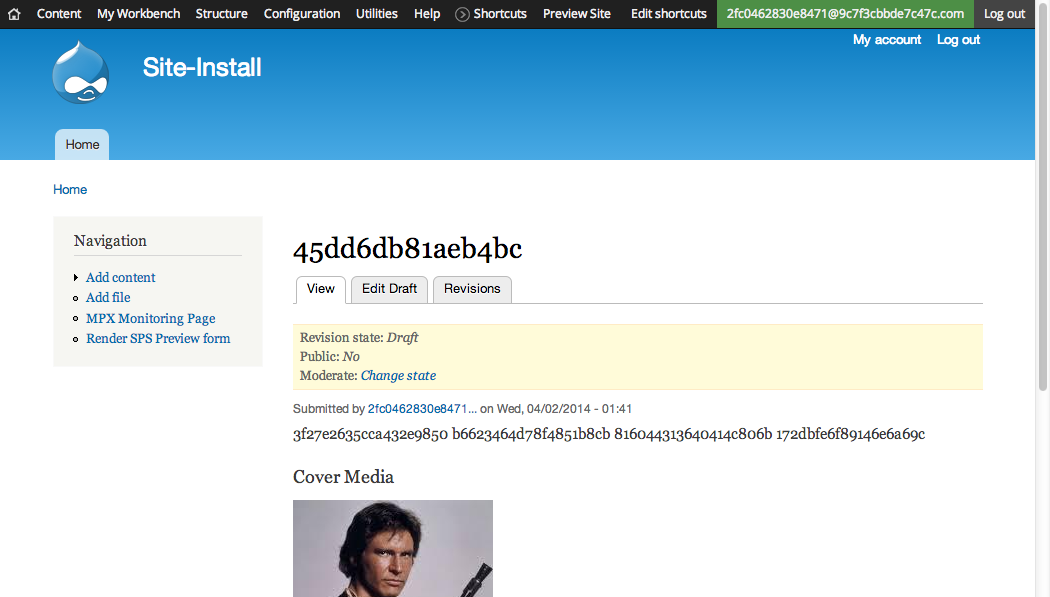 Content My Workbench Structure Configuration Utilities Help Shortcuts Preview Site Edit shortcuts 2fc0462830e8471@9c7f3cbbde7c47c.com Log out
My account Log out
Site-Install
Home
Home
Navigation
Add content
Add file
MPX Monitoring Page
Render SPS Preview form
45dd6db81aeb4bc
View Edit Draft Revisions
Revision state: Draft
Public: No
Moderate: Change state
Submitted by 2fc0462830e8471... on Wed, 04/02/2014 - 01:41
3f27e2635cca432e9850 b6623464d78f4851b8cb 816044313640414c806b 172dbfe6f89146e6a69c
Cover Media